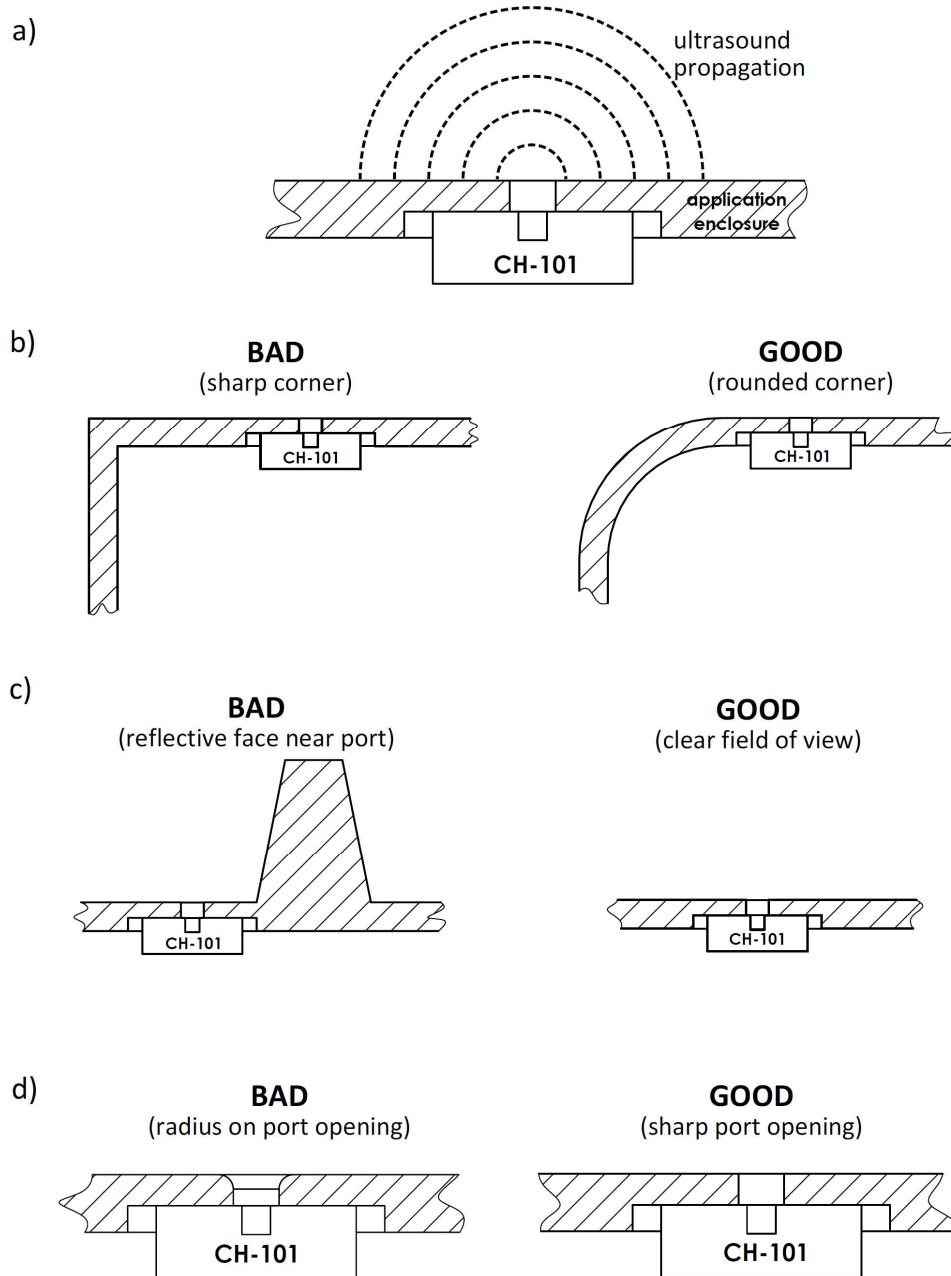 a)
ultrasound
propagation
application
enclosure
CH-101
b)
BAD
(sharp corner)
CH-101
GOOD
(rounded corner)
CH-101
c)
BAD
(reflective face near port)
CH-101
GOOD
(clear field of view)
CH-101
d)
BAD
(radius on port opening)
CH-101
GOOD
(sharp port opening)
CH-101